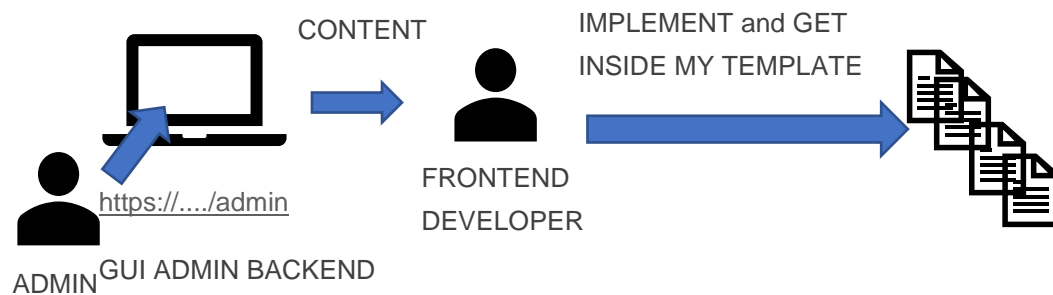 CONTENT
IMPLEMENT and GET
INSIDE MY TEMPLATE
https://..../admin
FRONTEND
DEVELOPER
ADMIN
GUI ADMIN BACKEND